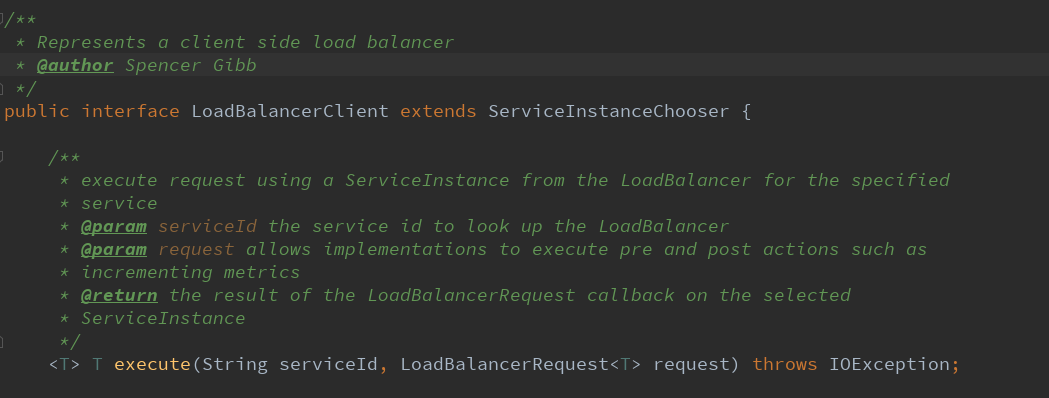 /**
 * Represents a client side load balancer
 * @author Spencer Gibb
 */
public interface LoadBalancerClient extends ServiceInstanceChooser {
    /**
     * execute request using a ServiceInstance from the LoadBalancer for the specified
     * service
     * @param serviceId the service id to look up the LoadBalancer
     * @param request allows implementations to execute pre and post actions such as
     * incrementing metrics
     * @return the result of the LoadBalancerRequest callback on the selected
     * ServiceInstance
     */
    <T> T execute(String serviceId, LoadBalancerRequest<T> request) throws IOException;